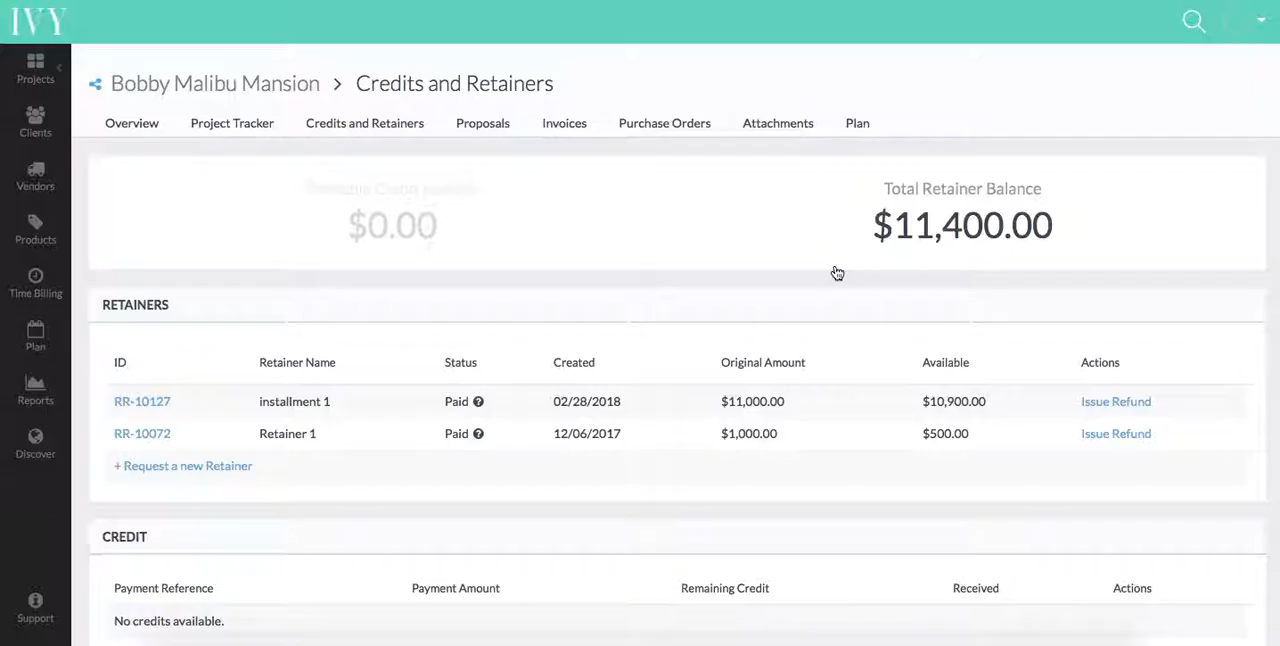 IVY
Projects
Clients
Vendors
Products
Time Billing
Plan
Reports
Discover
Support
Bobby Malibu Mansion > Credits and Retainers
Overview Project Tracker Credits and Retainers Proposals Invoices Purchase Orders Attachments Plan
$0.00
Total Retainer Balance
$11,400.00
RETAINERS
ID Retainer Name Status Created Original Amount Available Actions
RR-10127 installment 1 Paid 02/28/2018 $11,000.00 $10,900.00 Issue Refund
RR-10072 Retainer 1 Paid 12/06/2017 $1,000.00 $500.00 Issue Refund
+ Request a new Retainer
CREDIT
Payment Reference Payment Amount Remaining Credit Received Actions
No credits available.